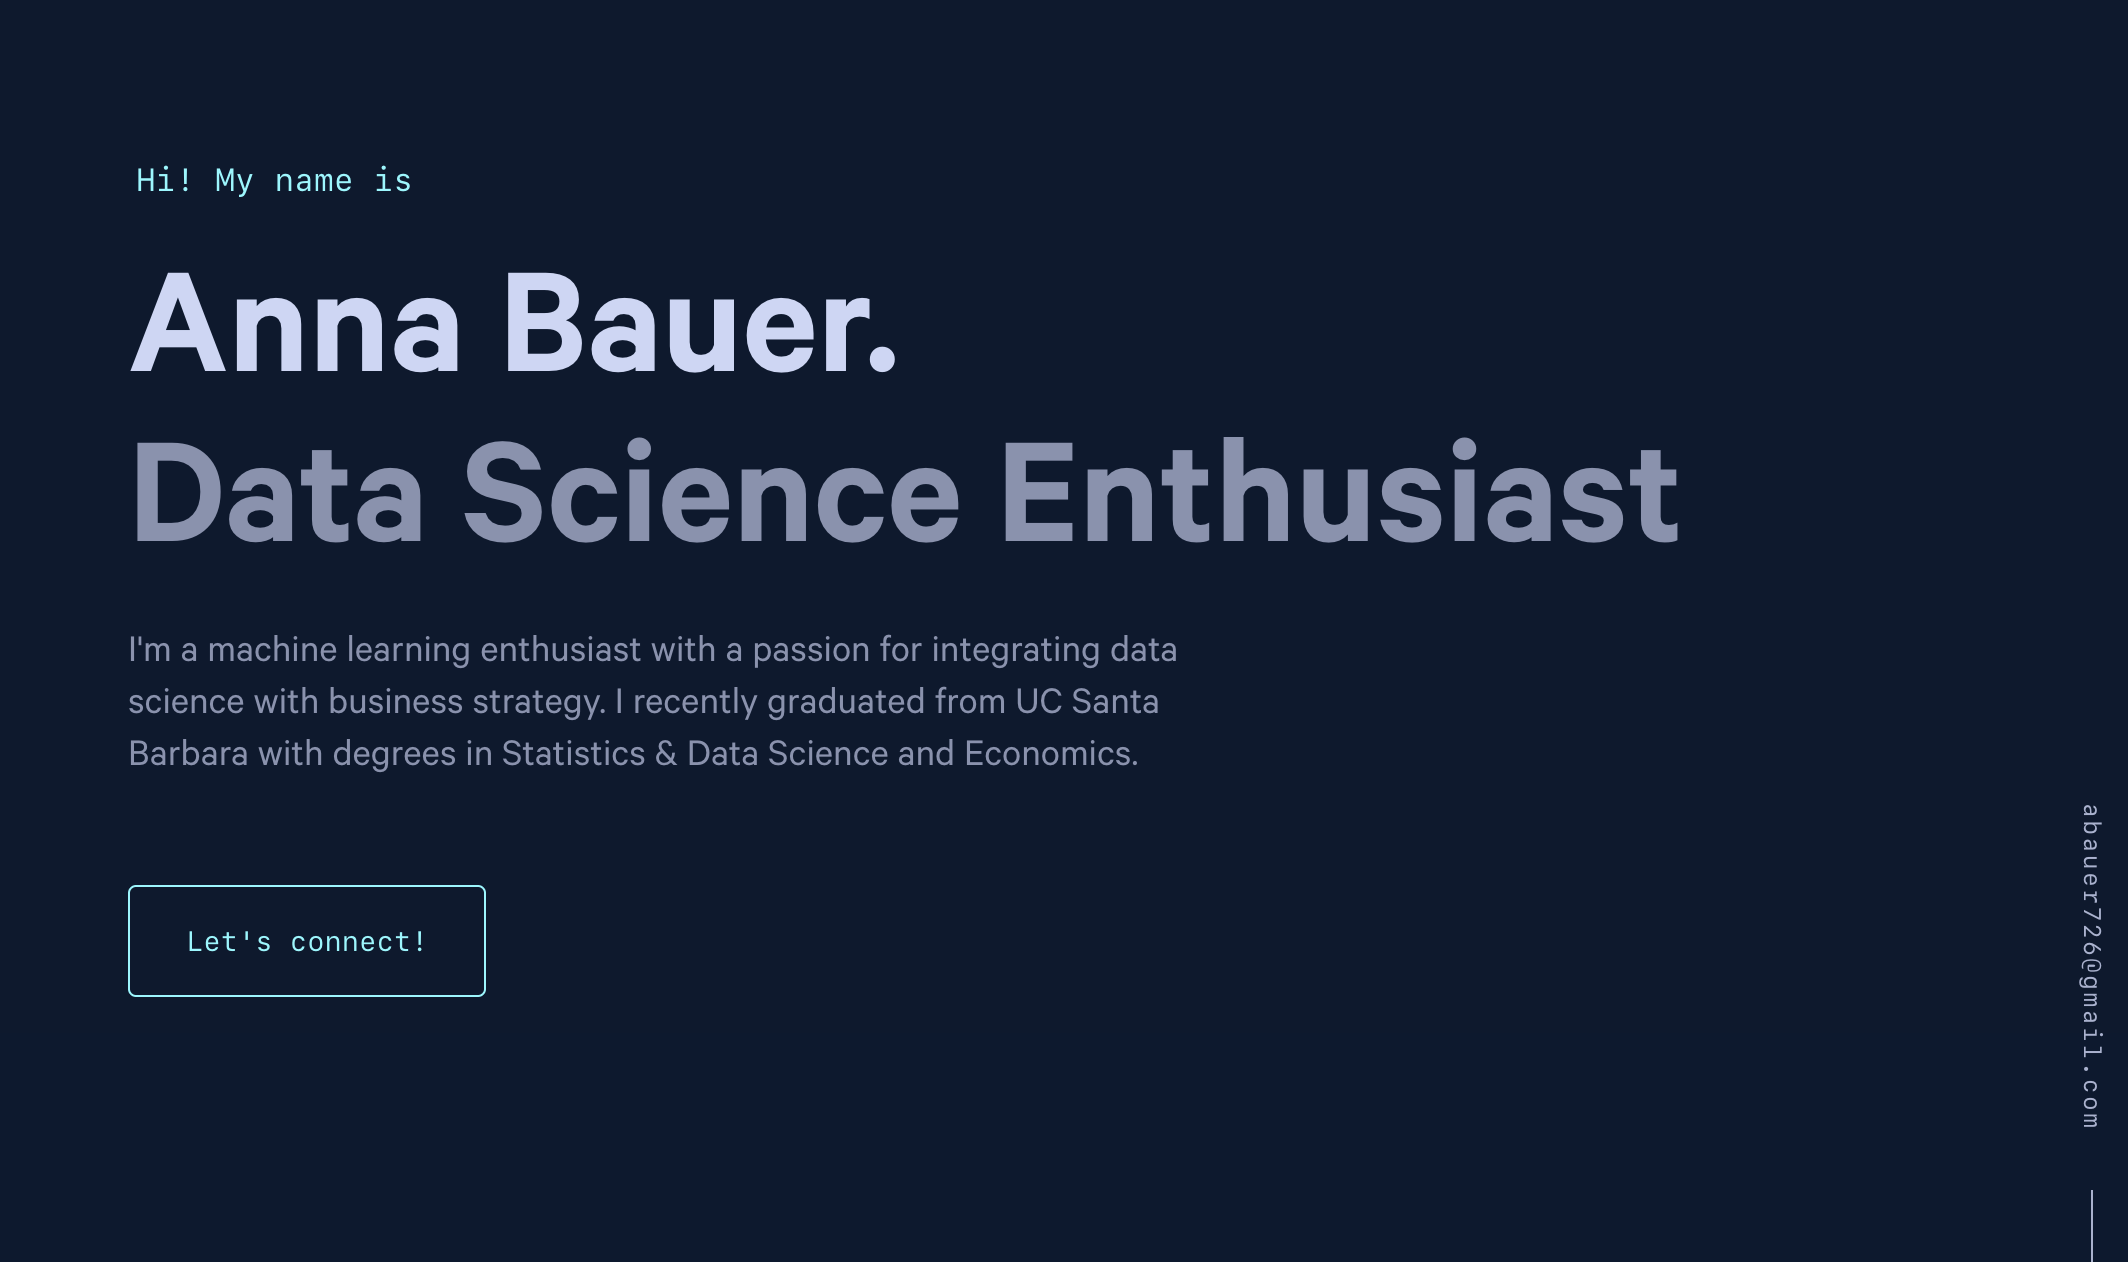 Hi! My name is
Anna Bauer.
Data Science Enthusiast
I'm a machine learning enthusiast with a passion for integrating data
science with business strategy. I recently graduated from UC Santa
Barbara with degrees in Statistics & Data Science and Economics.
Let's connect!
abauer726@gmail.com